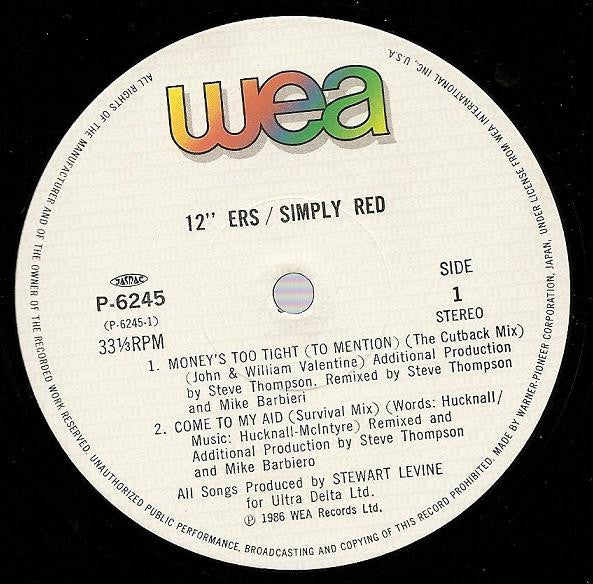 wea
12" ERS / SIMPLY RED
JASRAC
P-6245
(P-6245-1)
33⅓RPM
SIDE
1
STEREO
1. MONEY'S TOO TIGHT (TO MENTION) (The Cutback Mix)
(John & William Valentine) Additional Production
by Steve Thompson. Remixed by Steve Thompson
and Mike Barbieri
2. COME TO MY AID (Survival Mix) (Words: Hucknall/
Music: Hucknall-McIntyre) Remixed and
Additional Production by Steve Thompson
and Mike Barbiero
All Songs Produced by STEWART LEVINE
for Ultra Delta Ltd.
Ⓟ 1986 WEA Records Ltd.
ALL RIGHTS OF THE MANUFACTURER AND OF THE OWNER OF THE RECORDED WORK RESERVED. UNAUTHORIZED PUBLIC PERFORMANCE, BROADCASTING AND COPYING OF THIS RECORD PROHIBITED. MADE BY WARNER-PIONEER CORPORATION, JAPAN, UNDER LICENSE FROM WEA INTERNATIONAL INC., U.S.A.